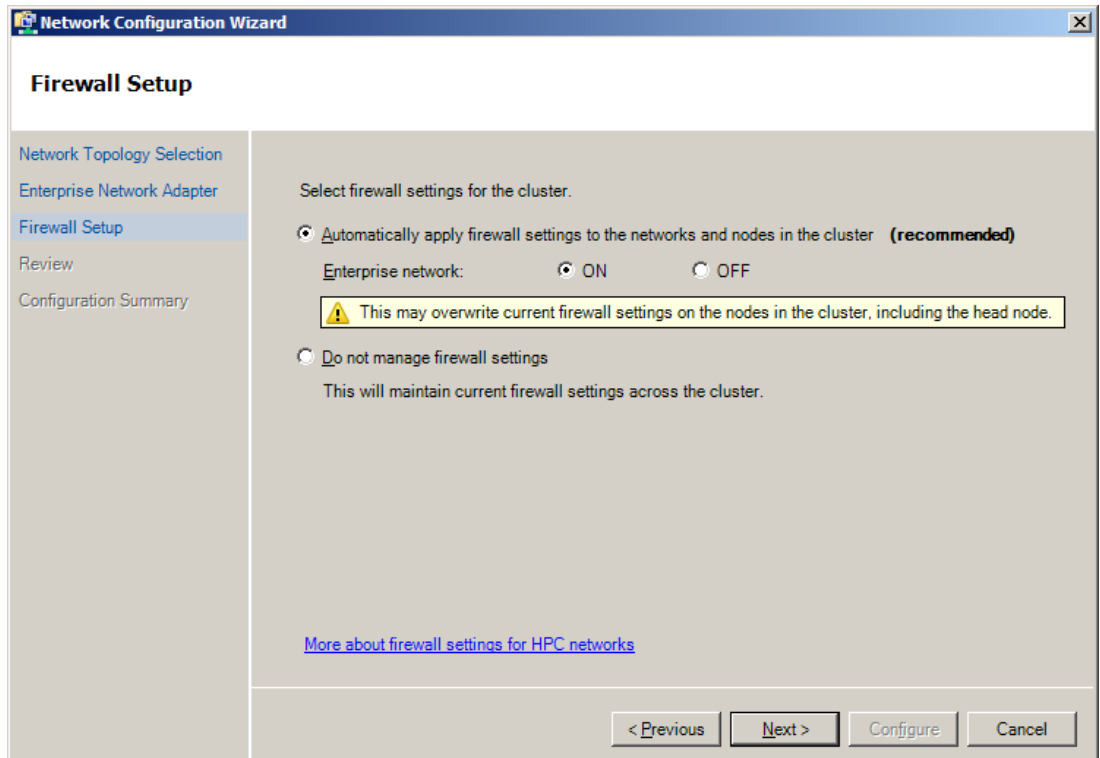 Network Configuration Wizard
Firewall Setup
Network Topology Selection
Enterprise Network Adapter
Firewall Setup
Review
Configuration Summary
Select firewall settings for the cluster.
Automatically apply firewall settings to the networks and nodes in the cluster (recommended)
Enterprise network: ON OFF
This may overwrite current firewall settings on the nodes in the cluster, including the head node.
Do not manage firewall settings
This will maintain current firewall settings across the cluster.
More about firewall settings for HPC networks
< Previous Next > Configure Cancel